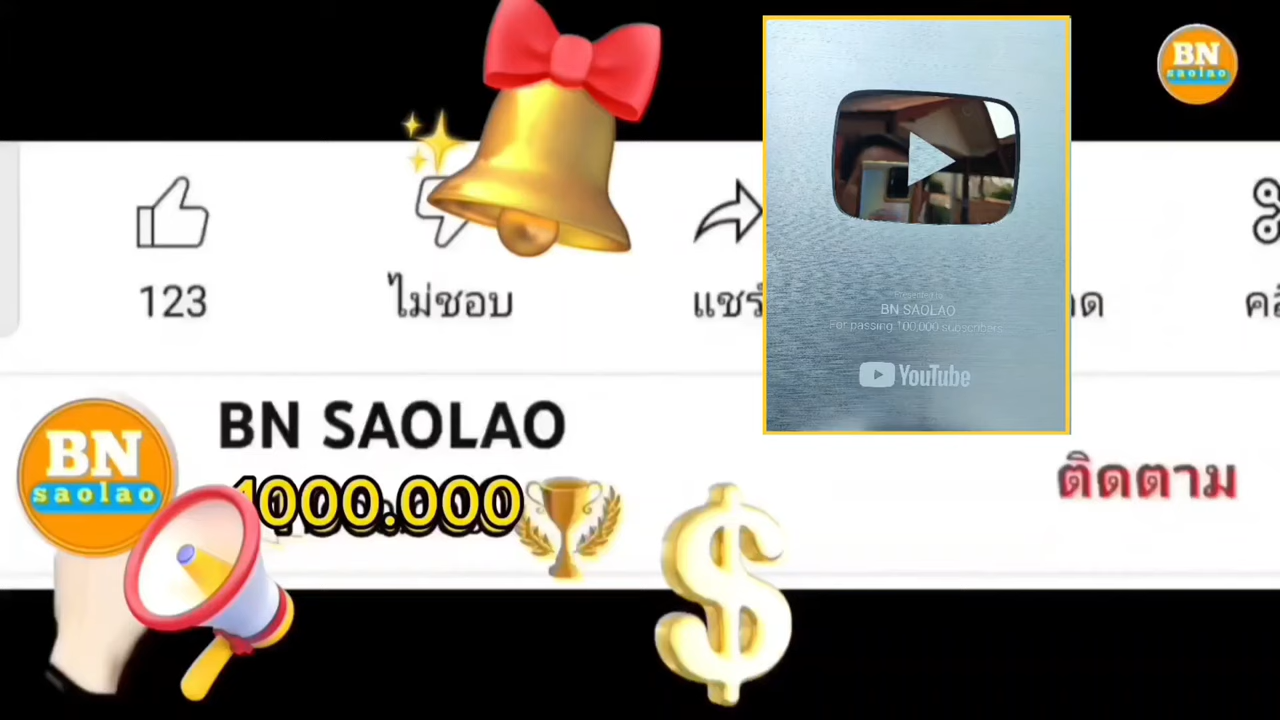 BN
saolao
123
ไม่ชอบ
แชร์
BN SAOLAO
For passing 100,000 subscribers
YouTube
BN
saolao
BN SAOLAO
1000.000
ติดตาม